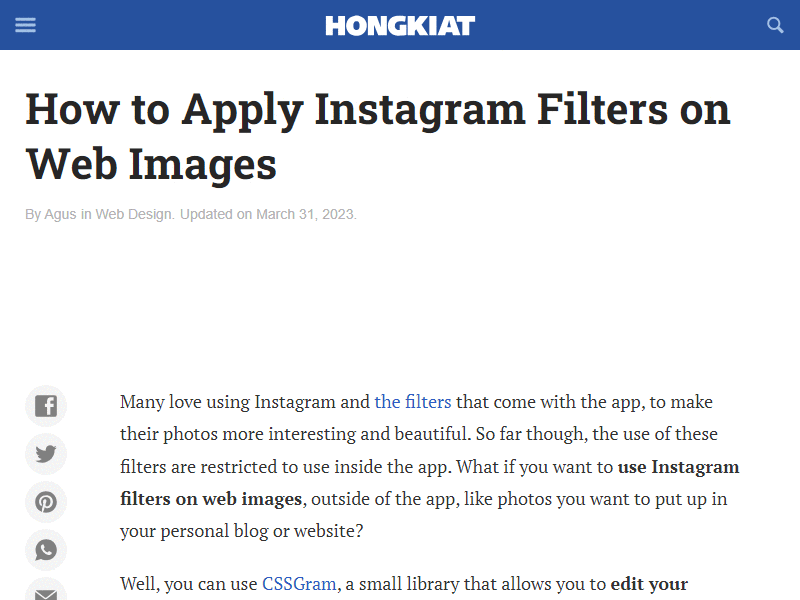 HONGKIAT
How to Apply Instagram Filters on
Web Images
By Agus in Web Design. Updated on March 31, 2023.
Many love using Instagram and the filters that come with the app, to make
their photos more interesting and beautiful. So far though, the use of these
filters are restricted to use inside the app. What if you want to use Instagram
filters on web images, outside of the app, like photos you want to put up in
your personal blog or website?
Well, you can use CSSGram, a small library that allows you to edit your